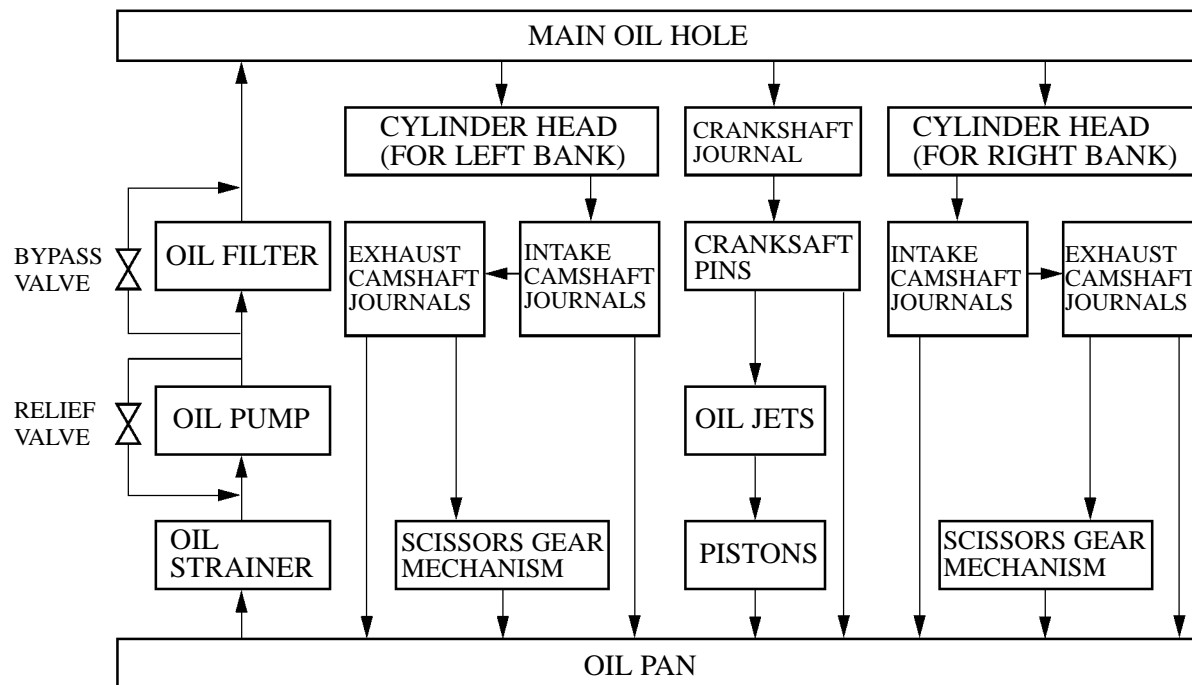 MAIN OIL HOLE
CYLINDER HEAD
(FOR LEFT BANK)
CRANKSHAFT
JOURNAL
CYLINDER HEAD
(FOR RIGHT BANK)
BYPASS
VALVE
OIL FILTER
EXHAUST
CAMSHAFT
JOURNALS
INTAKE
CAMSHAFT
JOURNALS
CRANKSAFT
PINS
INTAKE
CAMSHAFT
JOURNALS
EXHAUST
CAMSHAFT
JOURNALS
RELIEF
VALVE
OIL PUMP
OIL JETS
OIL
STRAINER
SCISSORS GEAR
MECHANISM
PISTONS
SCISSORS GEAR
MECHANISM
OIL PAN